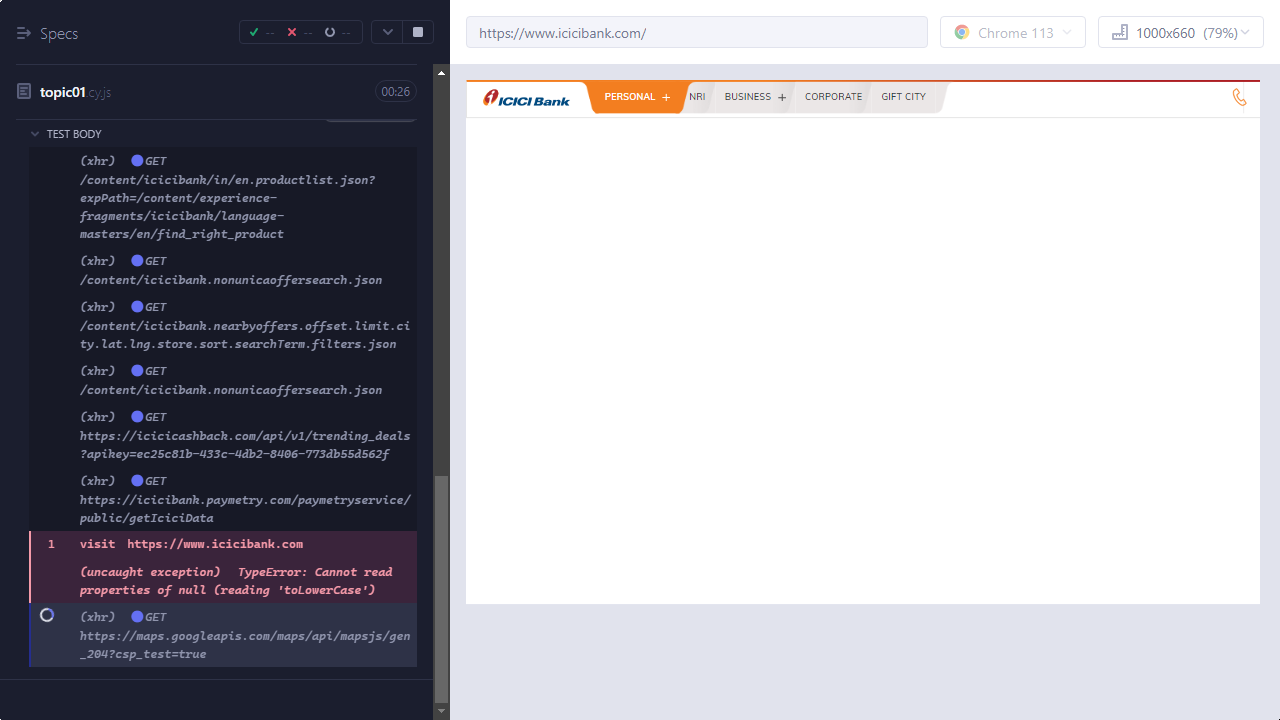 Specs
-- -- --
https://www.icicibank.com/
Chrome 113
1000x660 (79%)
topic01.cy.js
00:26
TEST BODY
(xhr) GET
/content/icicibank/in/en.productlist.json?
expPath=/content/experience-
fragments/icicibank/language-
masters/en/find_right_product
(xhr) GET
/content/icicibank.nonunicaoffersearch.json
(xhr) GET
/content/icicibank.nearbyoffers.offset.limit.ci
ty.lat.lng.store.sort.searchTerm.filters.json
(xhr) GET
/content/icicibank.nonunicaoffersearch.json
(xhr) GET
https://icicicashback.com/api/v1/trending_deals
?apikey=ec25c81b-433c-4db2-8406-773db55d562f
(xhr) GET
https://icicibank.paymetry.com/paymetryservice/
public/getIciciData
1 visit https://www.icicibank.com
(uncaught exception) TypeError: Cannot read
properties of null (reading 'toLowerCase')
(xhr) GET
https://maps.googleapis.com/maps/api/mapsjs/gen
_204?csp_test=true
ICICI Bank
PERSONAL +
NRI
BUSINESS +
CORPORATE
GIFT CITY